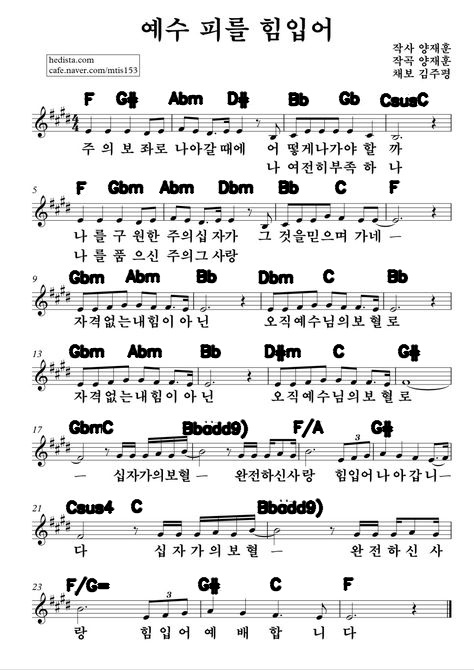 예수 피를 힘입어
hedista.com
cafe.naver.com/mtis153
작사 양재훈
작곡 양재훈
채보 김주평
F G# Abm D# Bb Gb CsusC
주 의 보 좌로 나아갈 때에 어 떻게나가야 할 까
나 여전히부족 하 나
5
F Gbm Abm Dbm Bb C F
나 를 구 원한 주의십자가 그 것을믿으며 가네 –
나 를 품 으신 주의그사랑
9
Gbm Abm Bb Db C Bb
자격없는내힘이 아 닌 오직예수님의보 혈로
13
Gbm Abm Bb D#m C G#
자격없는내힘이 아 닌 오직예수님의보 혈 로
17
GbmC Bbadd9) F/A G#
– 십자가의보혈 – 완전하신사랑 힘입어나아갑니 –
21
Csus4 C Bbadd9)
다 십 자 가 의 보 혈 – 완 전 하 신 사
23
F/G= G# C F
랑 힘 입 어 예 배 합 니 다